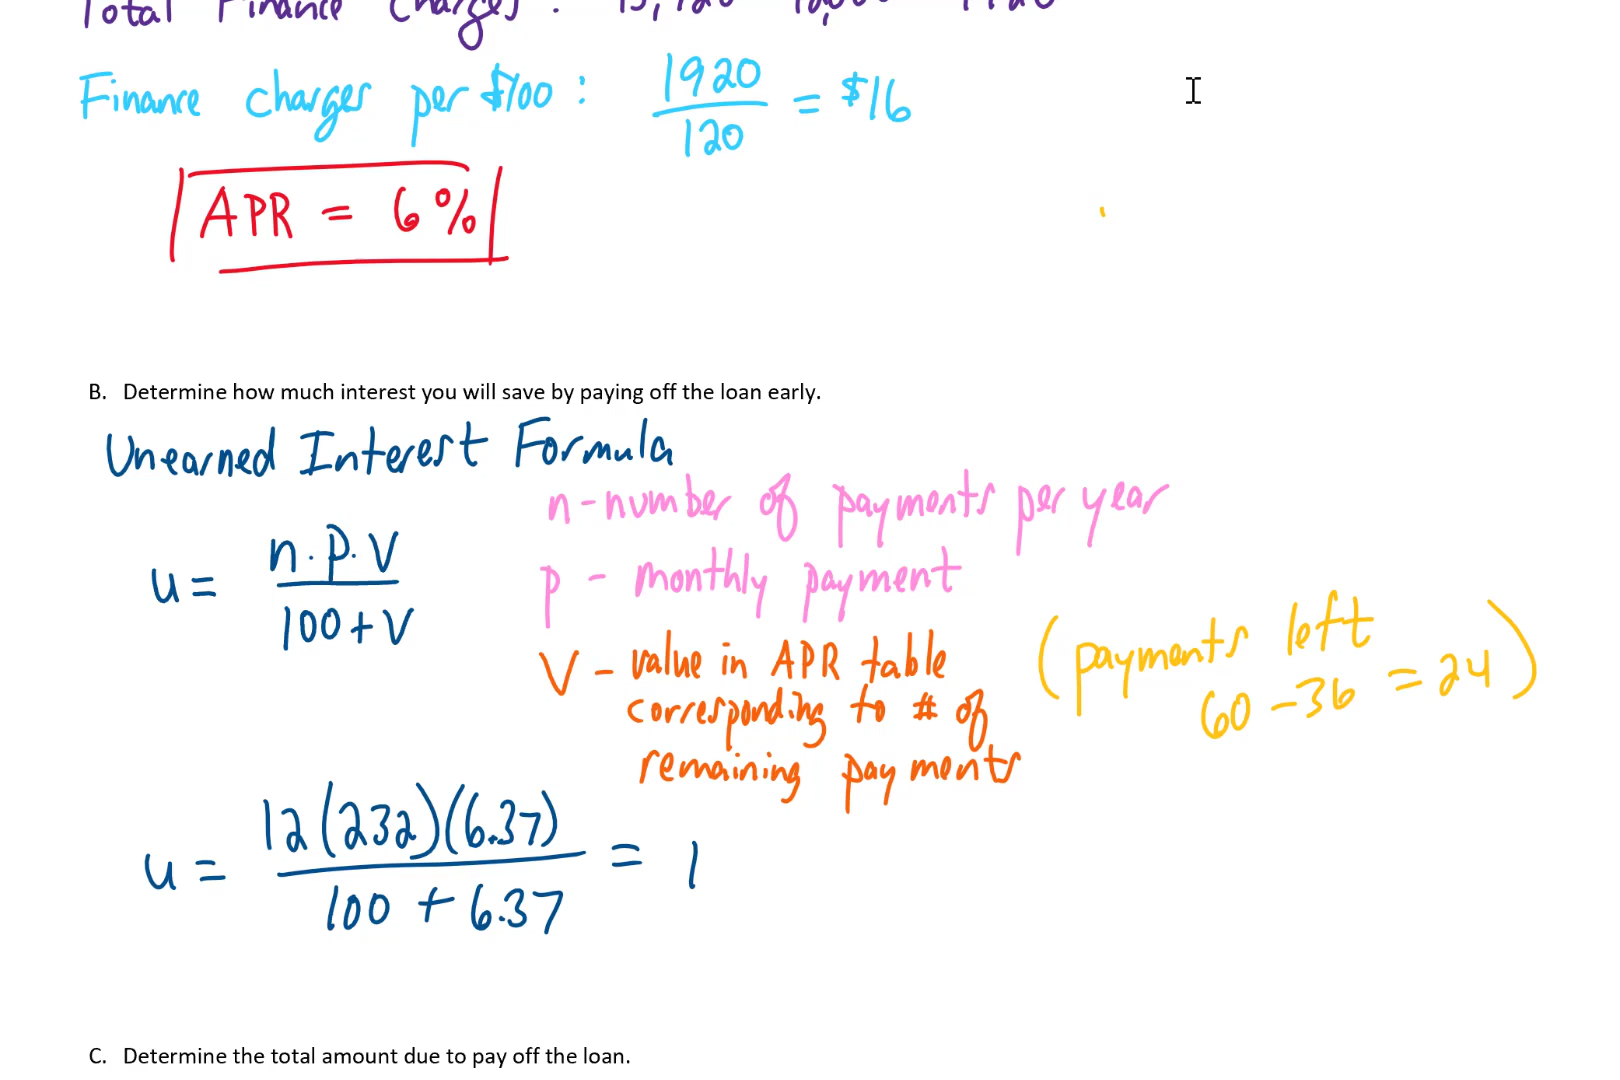 Total Finance Charges:
Finance charges per $100: 1920/120 = $16
APR = 6%
B. Determine how much interest you will save by paying off the loan early.
Unearned Interest Formula
n - number of payments per year
u = n·p·V/100+V
p - monthly payment
V - value in APR table
corresponding to # of
remaining payments
(payments left
60 - 36 = 24)
u = 12(232)(6.37)/100 + 6.37 = 1
C. Determine the total amount due to pay off the loan.